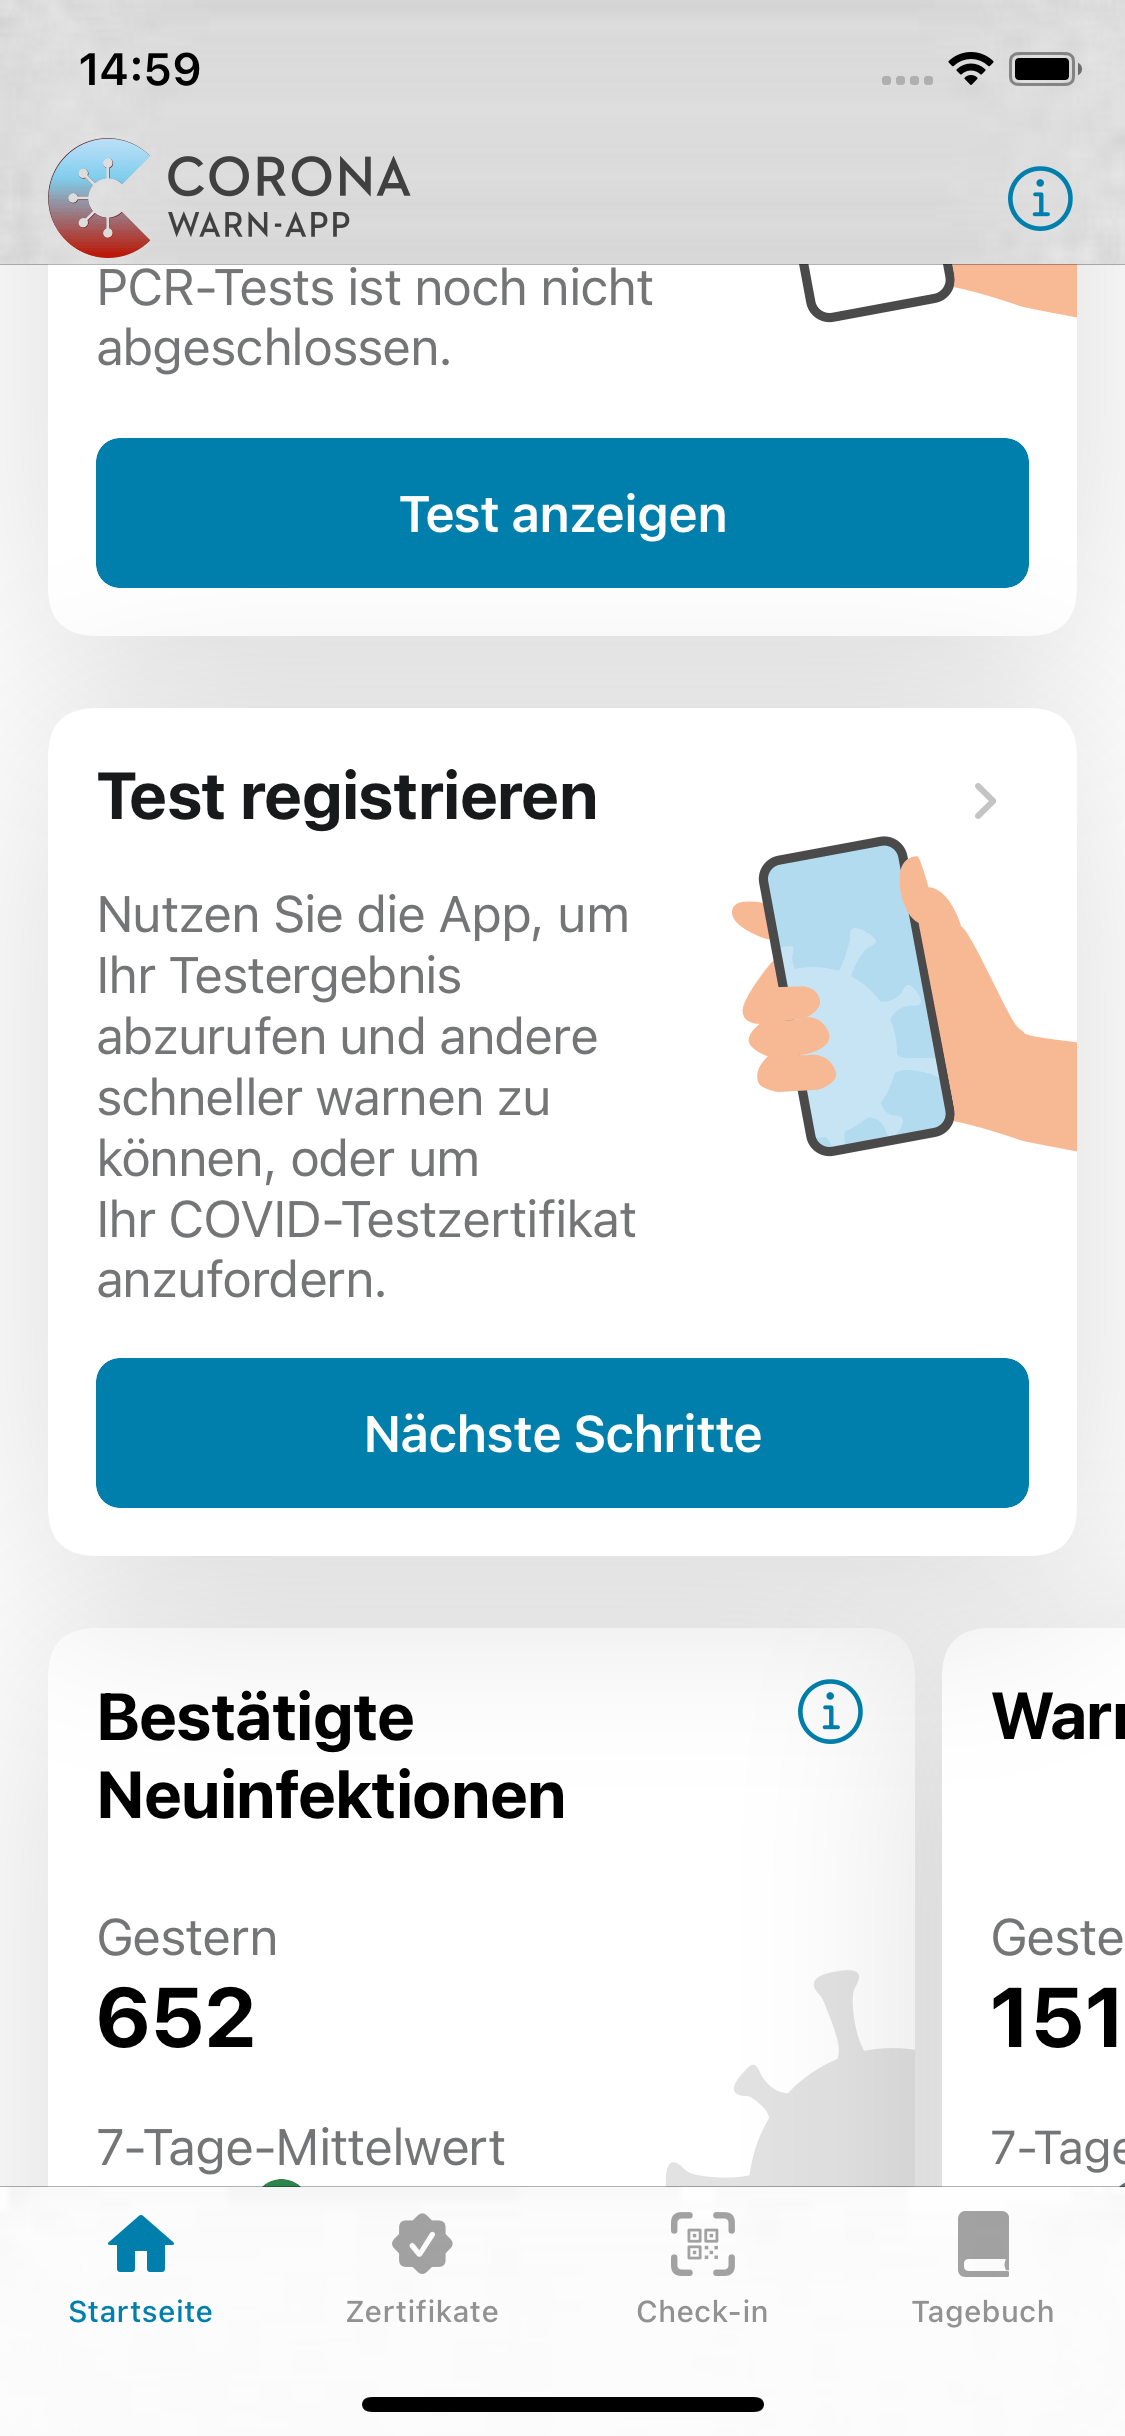 14:59
CORONA
WARN-APP
PCR-Tests ist noch nicht
abgeschlossen.
Test anzeigen
Test registrieren
Nutzen Sie die App, um
Ihr Testergebnis
abzurufen und andere
schneller warnen zu
können, oder um
Ihr COVID-Testzertifikat
anzufordern.
Nächste Schritte
Bestätigte
Neuinfektionen
Gestern
652
7-Tage-Mittelwert
151
7-Tage
Startseite
Zertifikate
Check-in
Tagebuch